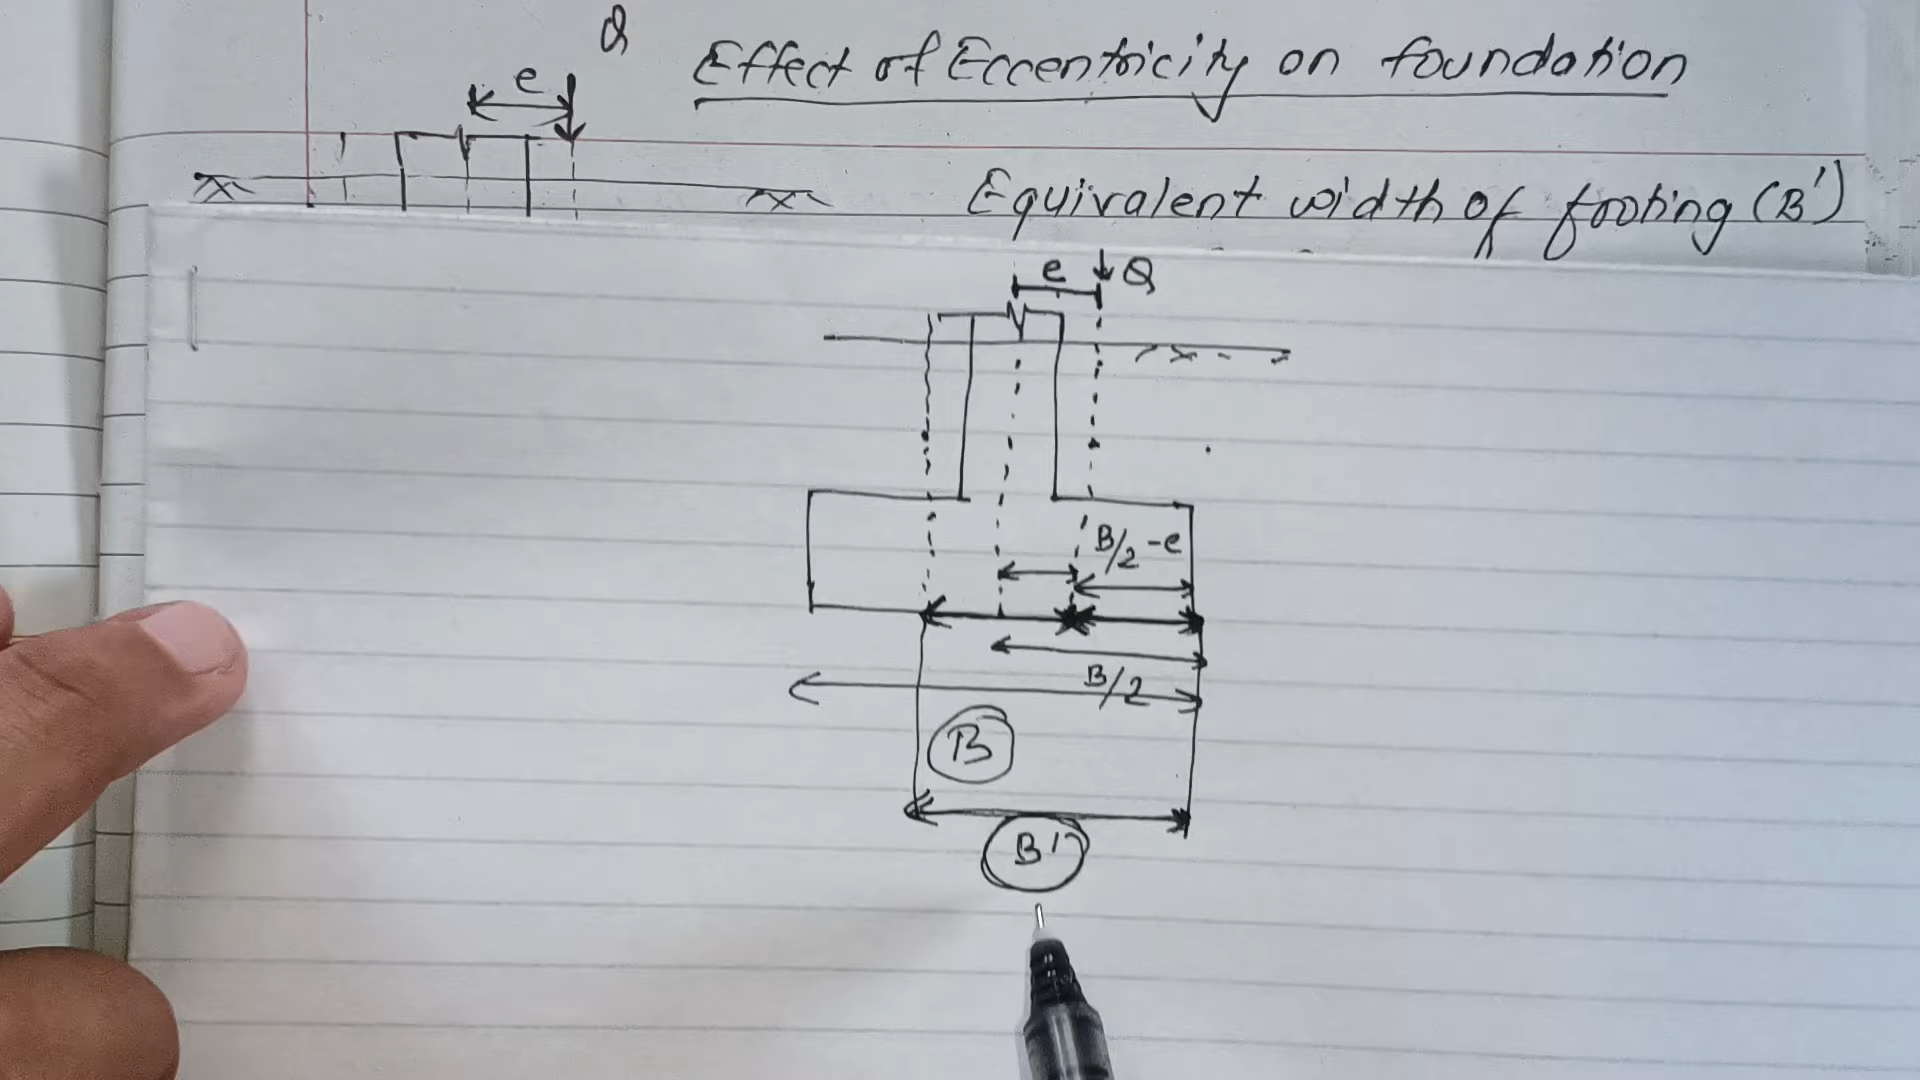 Q
Effect of Eccentricity on foundation
e
Equivalent width of footing (B')
e Q
B/2 -e
B/2
B
B'